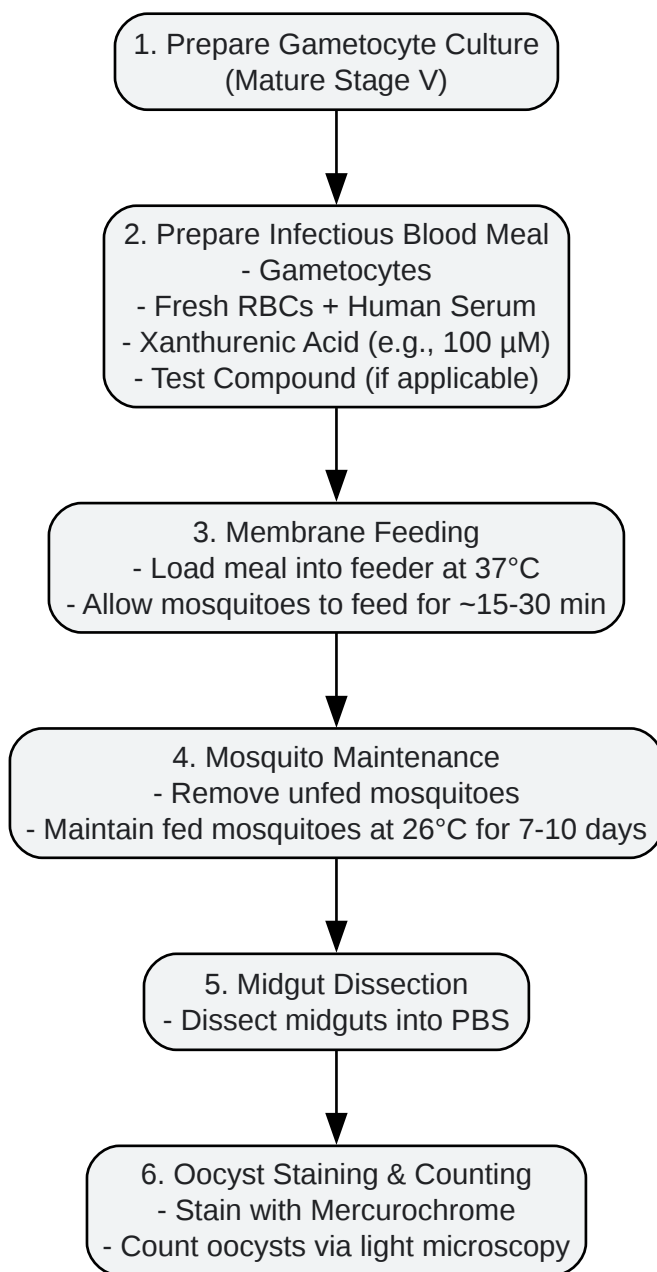 1. Prepare Gametocyte Culture
(Mature Stage V)
2. Prepare Infectious Blood Meal
- Gametocytes
- Fresh RBCs + Human Serum
- Xanthurenic Acid (e.g., 100 µM)
- Test Compound (if applicable)
3. Membrane Feeding
- Load meal into feeder at 37°C
- Allow mosquitoes to feed for ~15-30 min
4. Mosquito Maintenance
- Remove unfed mosquitoes
- Maintain fed mosquitoes at 26°C for 7-10 days
5. Midgut Dissection
- Dissect midguts into PBS
6. Oocyst Staining & Counting
- Stain with Mercurochrome
- Count oocysts via light microscopy